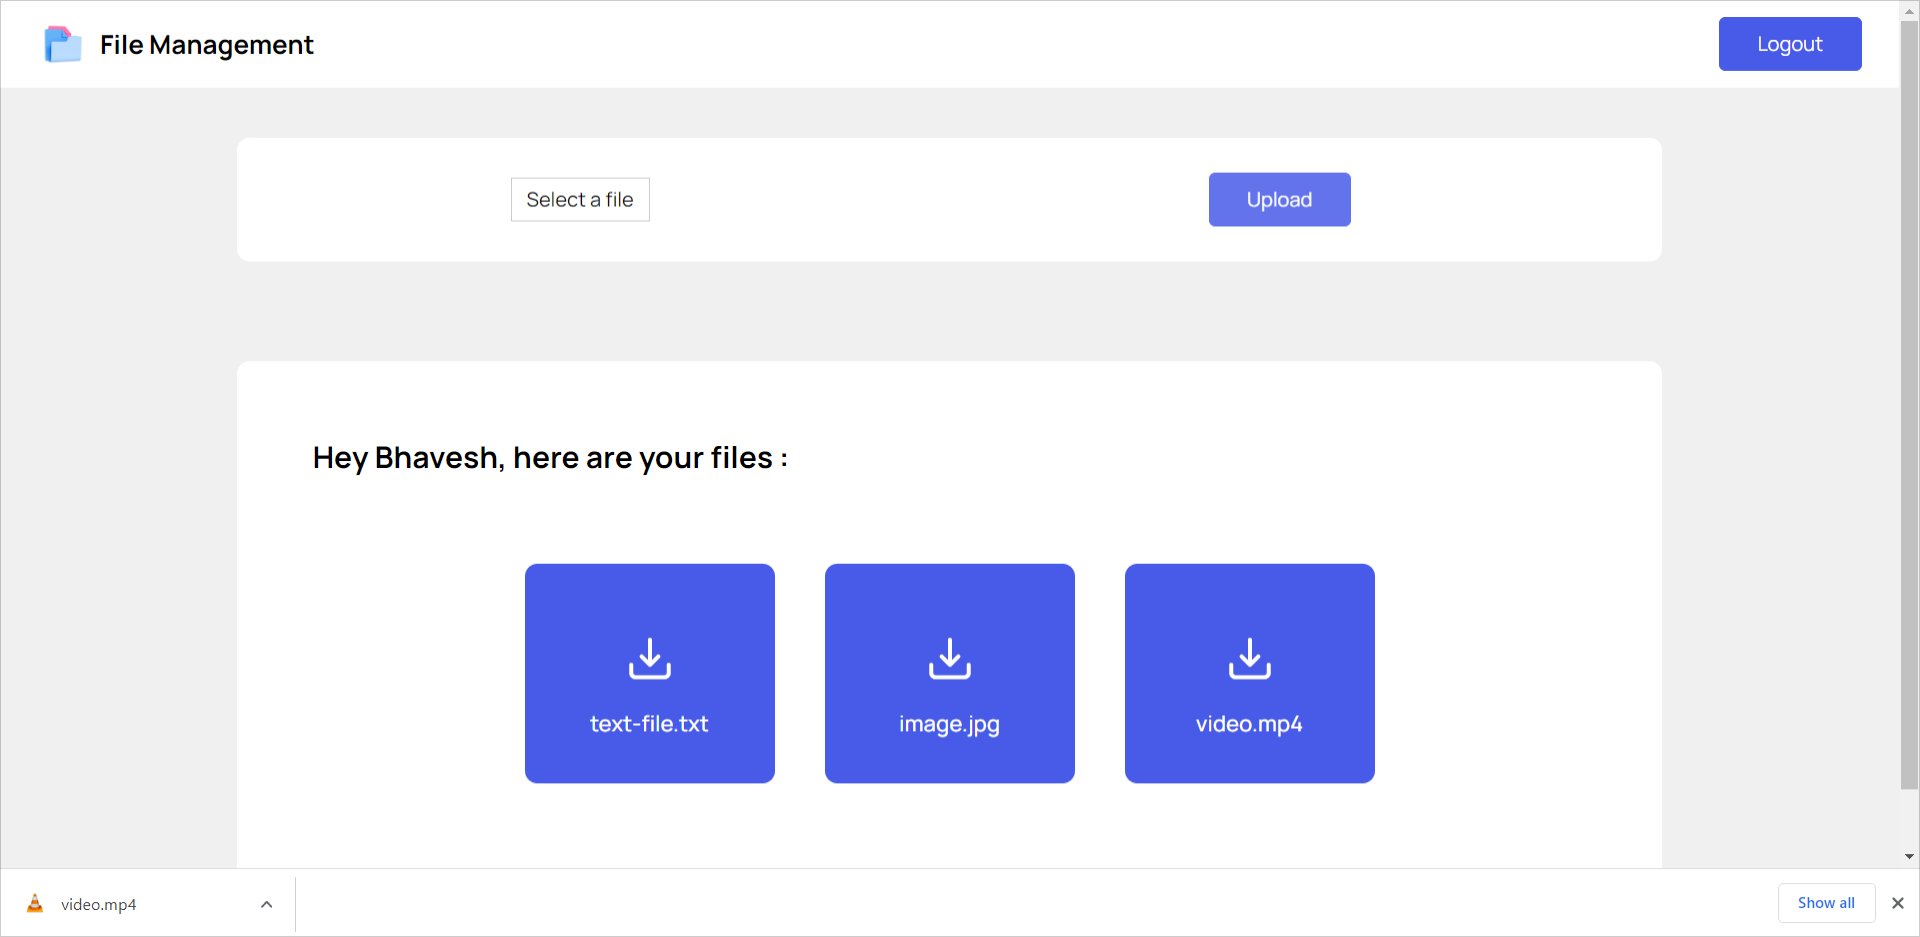 File Management
Logout
Select a file
Upload
Hey Bhavesh, here are your files :
text-file.txt
image.jpg
video.mp4
video.mp4
Show all